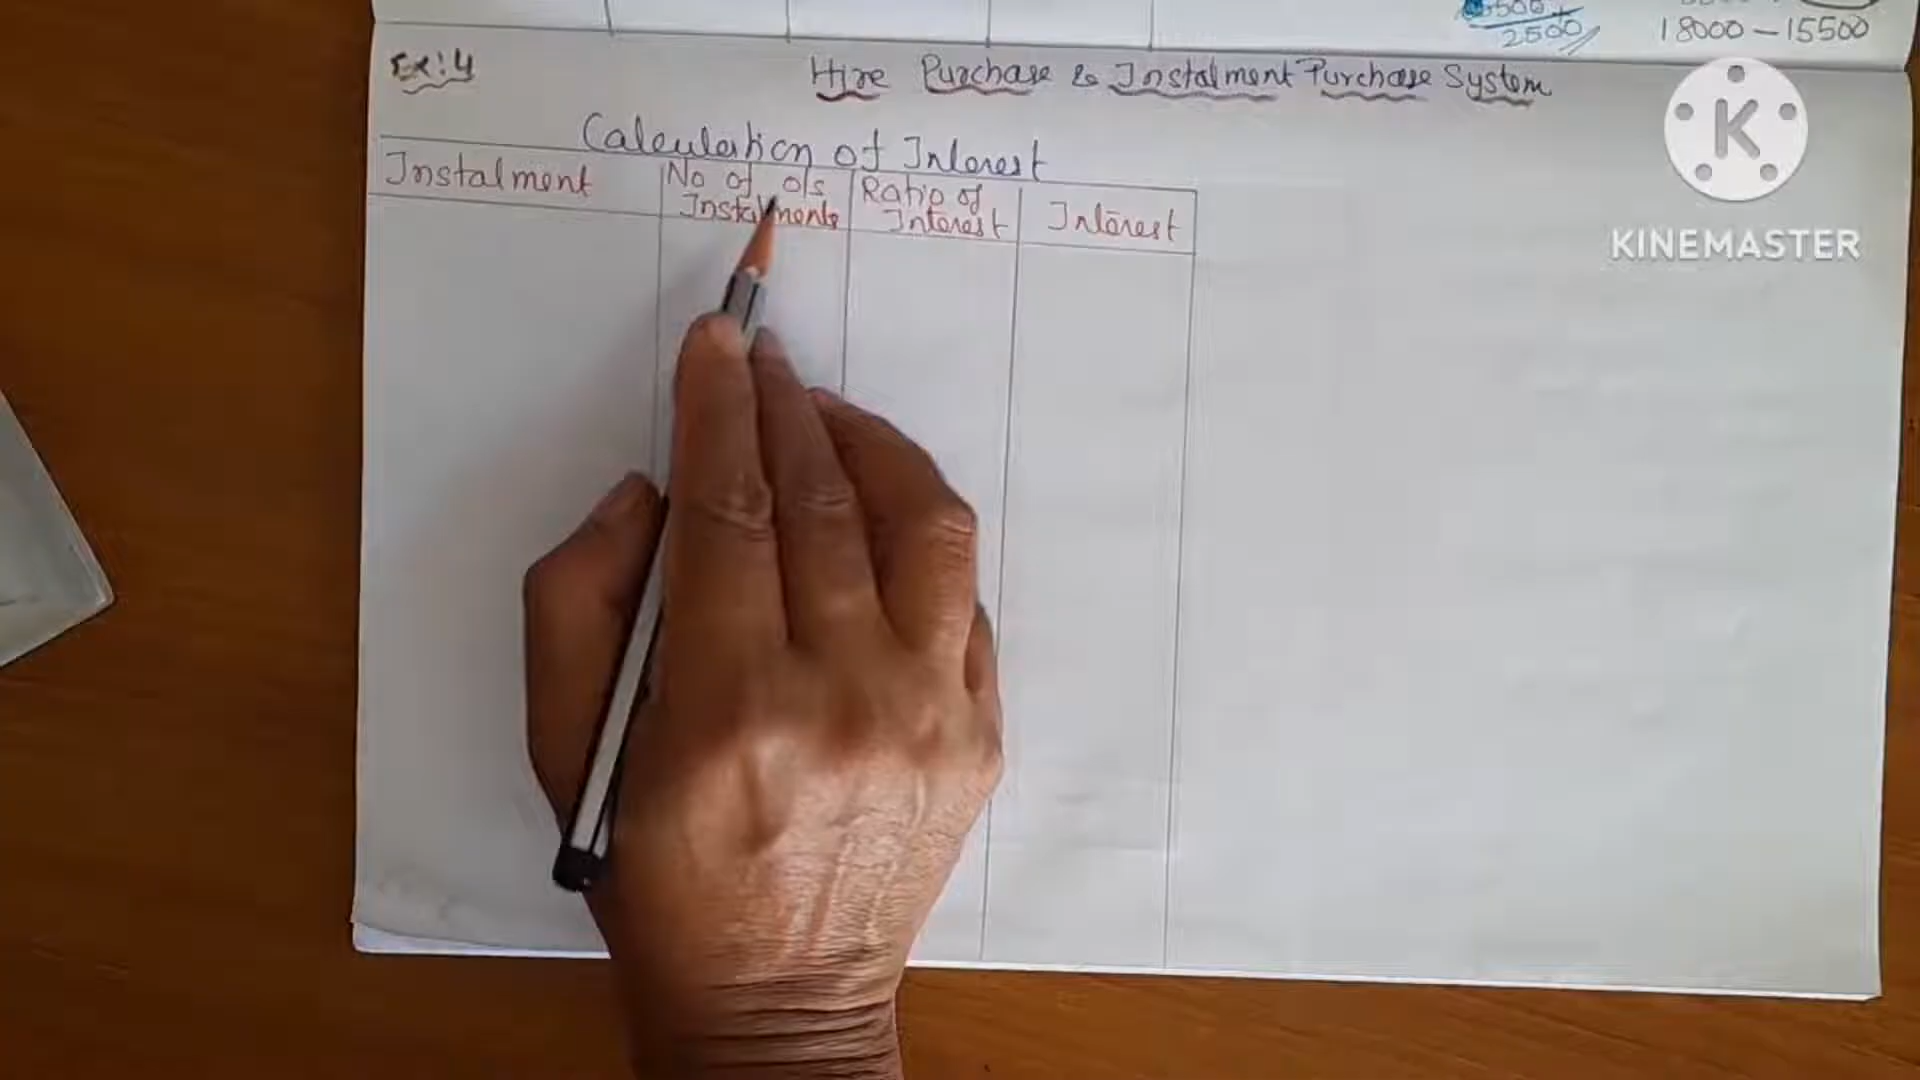 5500
2500
18000 - 15500
Ex: 4
Hire Purchase & Instalment Purchase System
Calculation of Interest
Instalment
No of o/s
Instalments
Ratio of
Interest
Interest
K
KINEMASTER